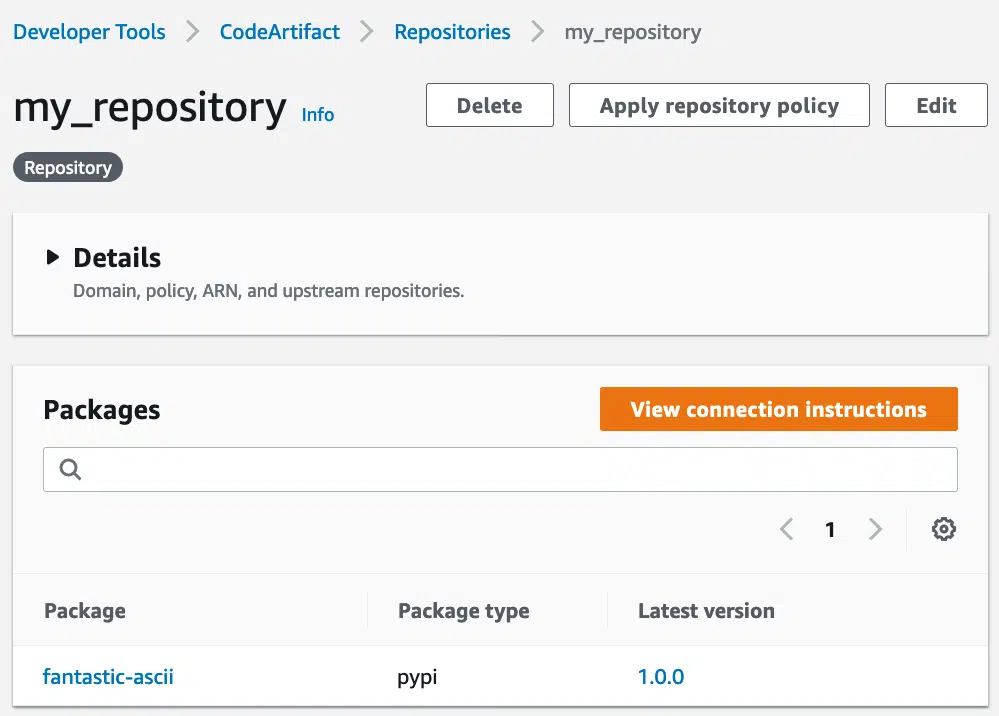 Developer Tools CodeArtifact Repositories my_repository
my_repository Info Delete Apply repository policy Edit
Repository
Details
Domain, policy, ARN, and upstream repositories.
Packages View connection instructions
1
Package Package type Latest version
fantastic-ascii pypi 1.0.0